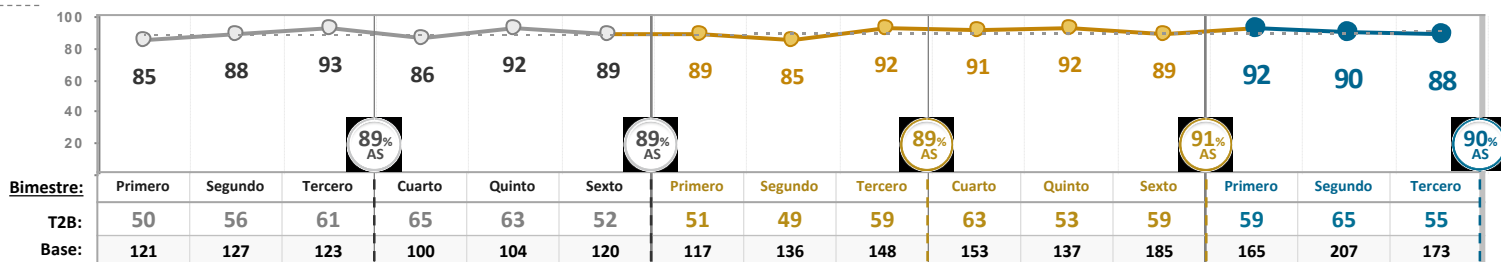 100
80
60
40
20
85 88 93 86 92 89 89 85 92 91 92 89 92 90 88
89% AS 89% AS 89% AS 91% AS 90% AS
Bimestre: Primero Segundo Tercero Cuarto Quinto Sexto Primero Segundo Tercero Cuarto Quinto Sexto Primero Segundo Tercero
T2B: 50 56 61 65 63 52 51 49 59 63 53 59 59 65 55
Base: 121 127 123 100 104 120 117 136 148 153 137 185 165 207 173